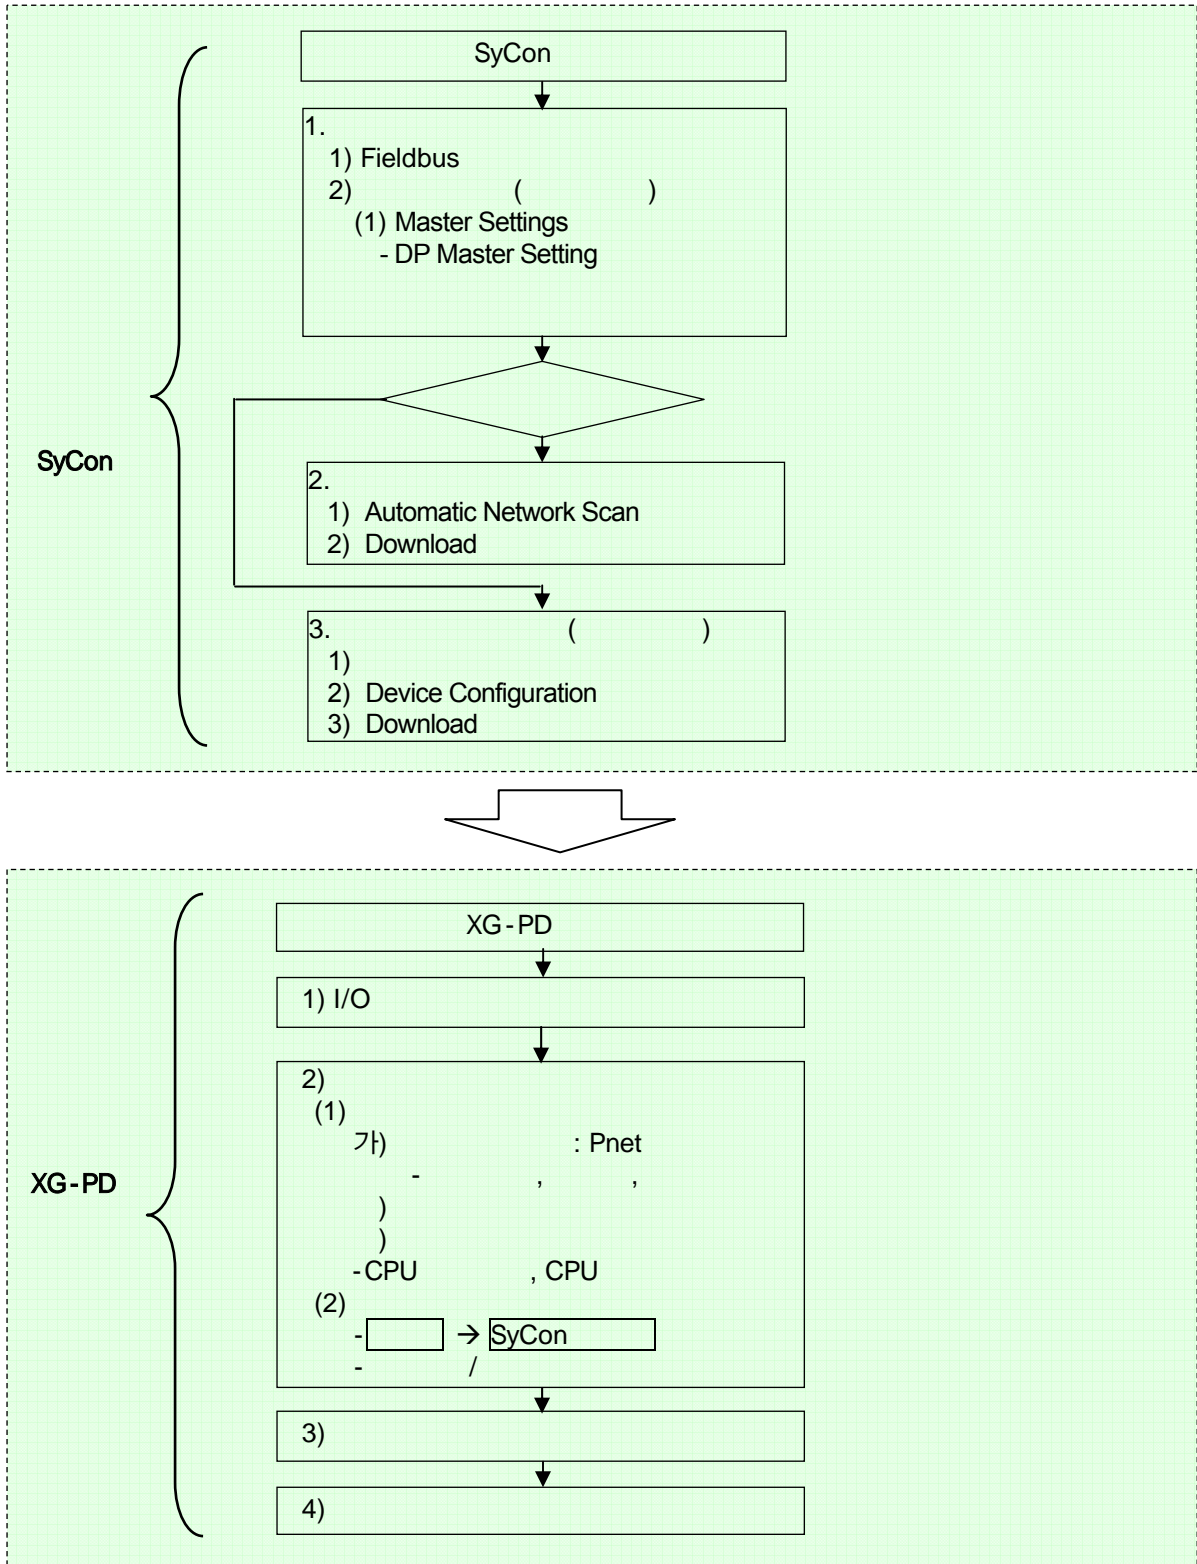 SyCon
1.
1) Fieldbus
2) ( )
(1) Master Settings
- DP Master Setting
SyCon
2.
1) Automatic Network Scan
2) Download
3. ( )
1)
2) Device Configuration
3) Download
XG-PD
1) I/O
2)
(1)
가) : Pnet
- , ,
)
)
-CPU , CPU
(2)
- → SyCon
- /
XG-PD
3)
4)